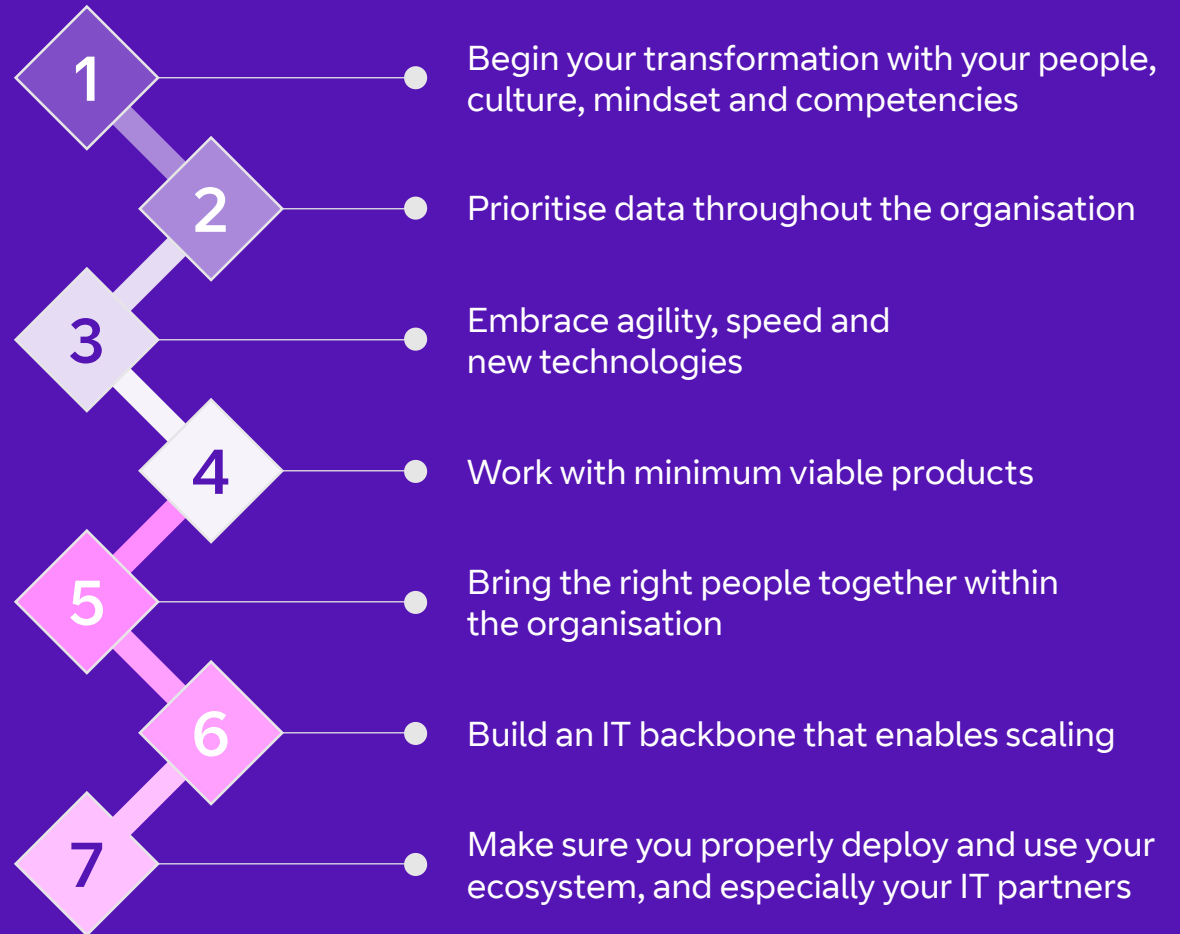 1
Begin your transformation with your people,
culture, mindset and competencies
2
Prioritise data throughout the organisation
3
Embrace agility, speed and
new technologies
4
Work with minimum viable products
5
Bring the right people together within
the organisation
6
Build an IT backbone that enables scaling
7
Make sure you properly deploy and use your
ecosystem, and especially your IT partners